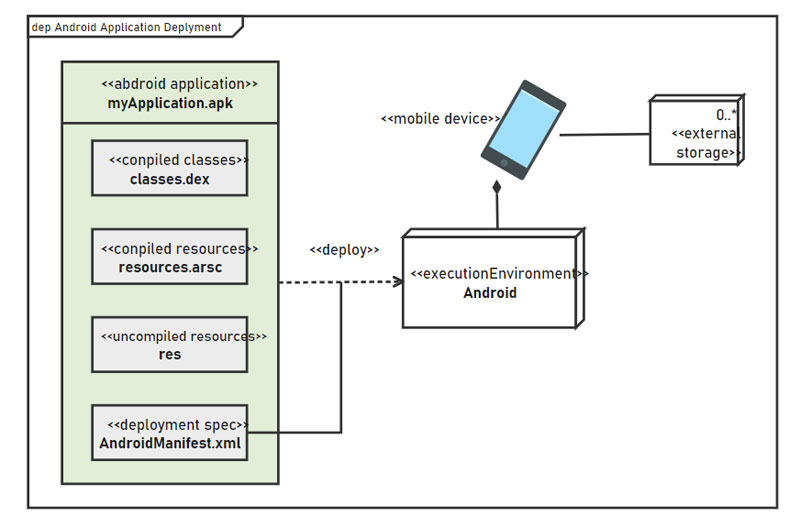 dep Android Application Deplyment
<<abdroid application>>
myApplication.apk
<<conpiled classes>>
classes.dex
<<conpiled resources>>
resources.arsc
<<uncompiled resources>>
res
<<deployment spec>>
AndroidManifest.xml
<<deploy>>
<<mobile device>>
0..*
<<external
storage>>
<<executionEnvironment>>
Android